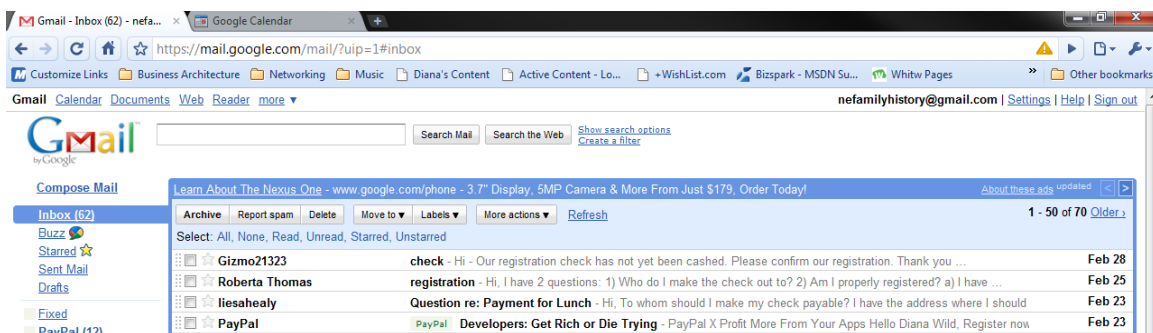 Gmail - Inbox (62) - nefa... Google Calendar
https://mail.google.com/mail/?uip=1#inbox
Customize Links Business Architecture Networking Music Diana's Content Active Content - Lo... +WishList.com Bizspark - MSDN Su... Whitw Pages » Other bookmarks
Gmail Calendar Documents Web Reader more ▼ nefamilyhistory@gmail.com | Settings | Help | Sign out
Gmail by Google Search Mail Search the Web Show search options
Create a filter
Compose Mail Learn About The Nexus One - www.google.com/phone - 3.7" Display, 5MP Camera & More From Just $179, Order Today! About these ads updated < >
Inbox (62) Archive Report spam Delete Move to ▼ Labels ▼ More actions ▼ Refresh 1 - 50 of 70 Older ›
Buzz Select: All, None, Read, Unread, Starred, Unstarred
Starred Gizmo21323 check - Hi - Our registration check has not yet been cashed. Please confirm our registration. Thank you ... Feb 28
Sent Mail Roberta Thomas registration - Hi, I have 2 questions: 1) Who do I make the check out to? 2) Am I properly registered? a) I have ... Feb 25
Drafts liesahealy Question re: Payment for Lunch - Hi, To whom should I make my check payable? I have the address where I should Feb 23
Fixed PayPal PayPal Developers: Get Rich or Die Trying - PayPal X Profit More From Your Apps Hello Diana Wild, Register now Feb 23
PayPal (12)